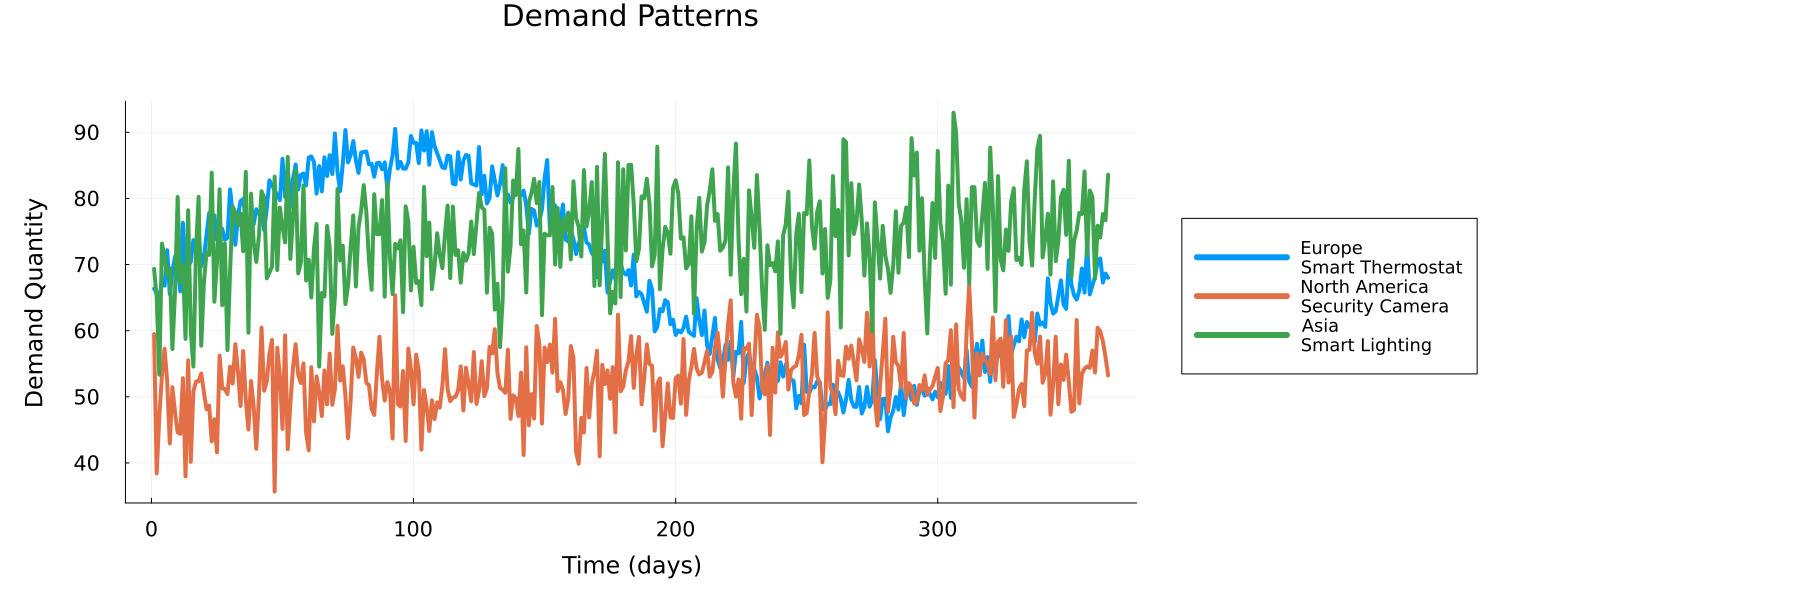 Demand Patterns
Demand Quantity
90
80
70
60
50
40
0
100
200
300
Time (days)
Europe
Smart Thermostat
North America
Security Camera
Asia
Smart Lighting